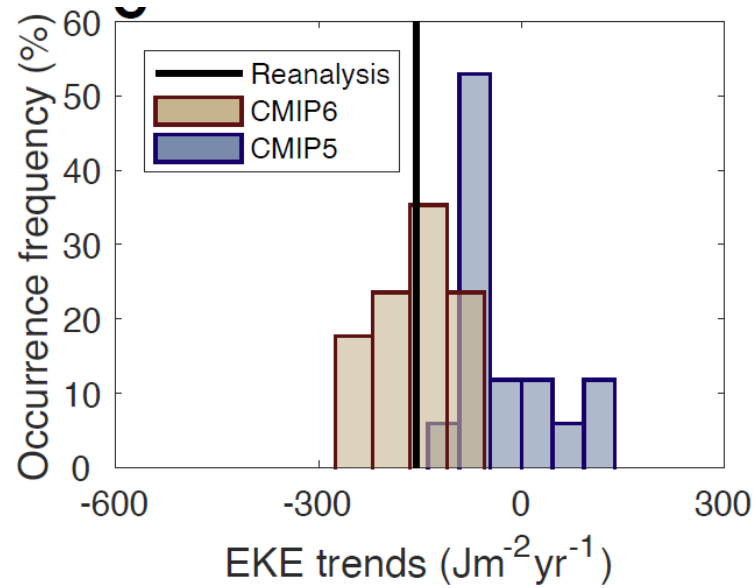 60
50
40
30
20
10
0
Occurrence frequency (%)
Reanalysis
CMIP6
CMIP5
-600
-300
0
300
EKE trends (Jm⁻²yr⁻¹)